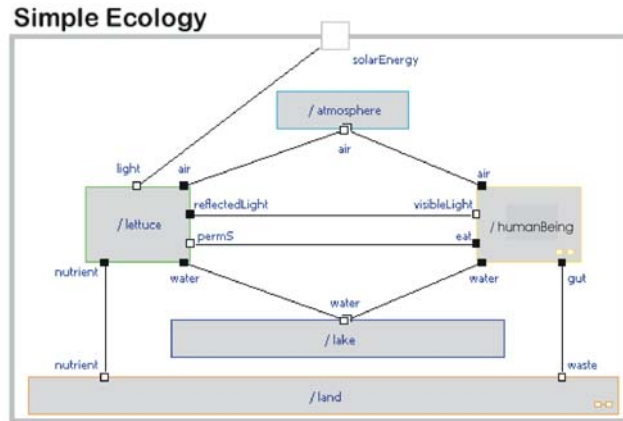 Simple Ecology
solarEnergy
/ atmosphere
air
light
air
air
reflectedLight
visibleLight
/ lettuce
/ humanBeing
permS
eat
nutrient
water
water
gut
water
/ lake
nutrient
waste
/ land